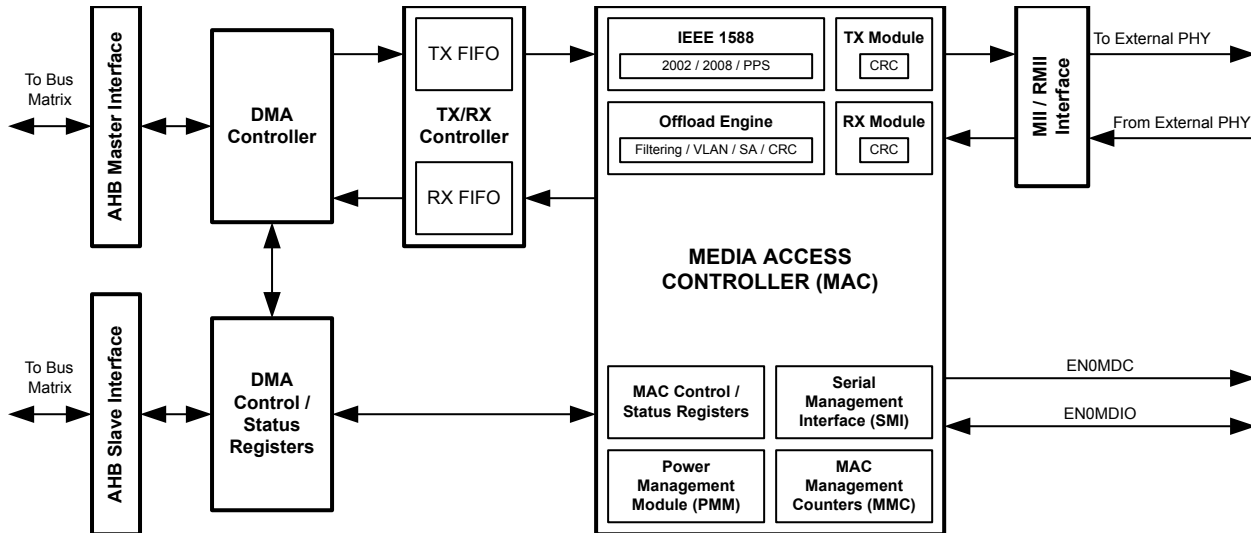 To Bus
Matrix
AHB Master Interface
DMA
Controller
TX FIFO
TX/RX
Controller
RX FIFO
IEEE 1588
2002 / 2008 / PPS
TX Module
CRC
Offload Engine
Filtering / VLAN / SA / CRC
RX Module
CRC
MEDIA ACCESS
CONTROLLER (MAC)
MII / RMII
Interface
To External PHY
From External PHY
To Bus
Matrix
AHB Slave Interface
DMA
Control /
Status
Registers
MAC Control /
Status Registers
Serial
Management
Interface (SMI)
Power
Management
Module (PMM)
MAC
Management
Counters (MMC)
EN0MDC
EN0MDIO